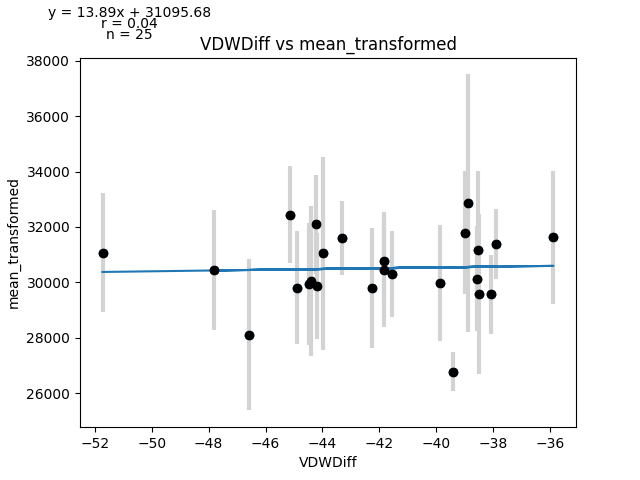 y = 13.89x + 31095.68
r = 0.04
n = 25
VDWDiff vs mean_transformed
38000
36000
34000
32000
30000
28000
26000
mean_transformed
−52
−50
−48
−46
−44
−42
−40
−38
−36
VDWDiff